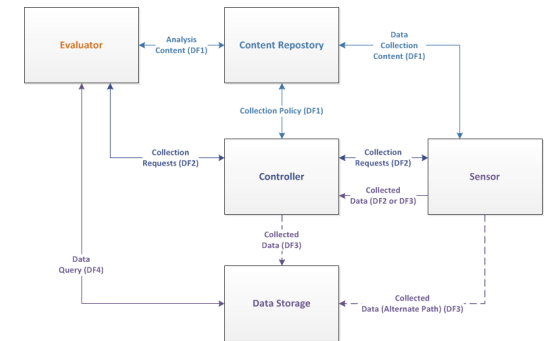 Evaluator
Analysis
Content (DF1)
Content Repostory
Data
Collection
Content (DF1)
Collection Policy (DF1)
Collection
Requests (DF2)
Controller
Collection
Requests (DF2)
Collected
Data (DF2 or DF3)
Sensor
Collected
Data (DF3)
Data
Query (DF4)
Data Storage
Collected
Data (Alternate Path) (DF3)